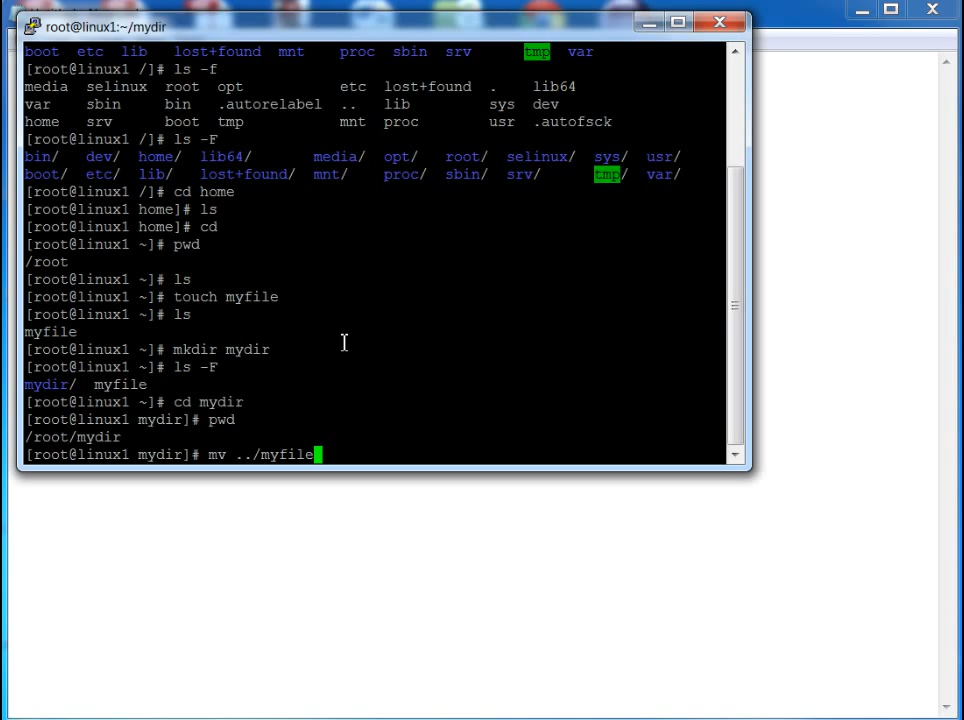 root@linux1:~/mydir
boot etc lib lost+found mnt proc sbin srv tmp var
[root@linux1 /]# ls -f
media selinux root opt etc lost+found . lib64
var sbin bin .autorelabel .. lib sys dev
home srv boot tmp mnt proc usr .autofsck
[root@linux1 /]# ls -F
bin/ dev/ home/ lib64/ media/ opt/ root/ selinux/ sys/ usr/
boot/ etc/ lib/ lost+found/ mnt/ proc/ sbin/ srv/ tmp/ var/
[root@linux1 /]# cd home
[root@linux1 home]# ls
[root@linux1 home]# cd
[root@linux1 ~]# pwd
/root
[root@linux1 ~]# ls
[root@linux1 ~]# touch myfile
[root@linux1 ~]# ls
myfile
[root@linux1 ~]# mkdir mydir
[root@linux1 ~]# ls -F
mydir/ myfile
[root@linux1 ~]# cd mydir
[root@linux1 mydir]# pwd
/root/mydir
[root@linux1 mydir]# mv ../myfile